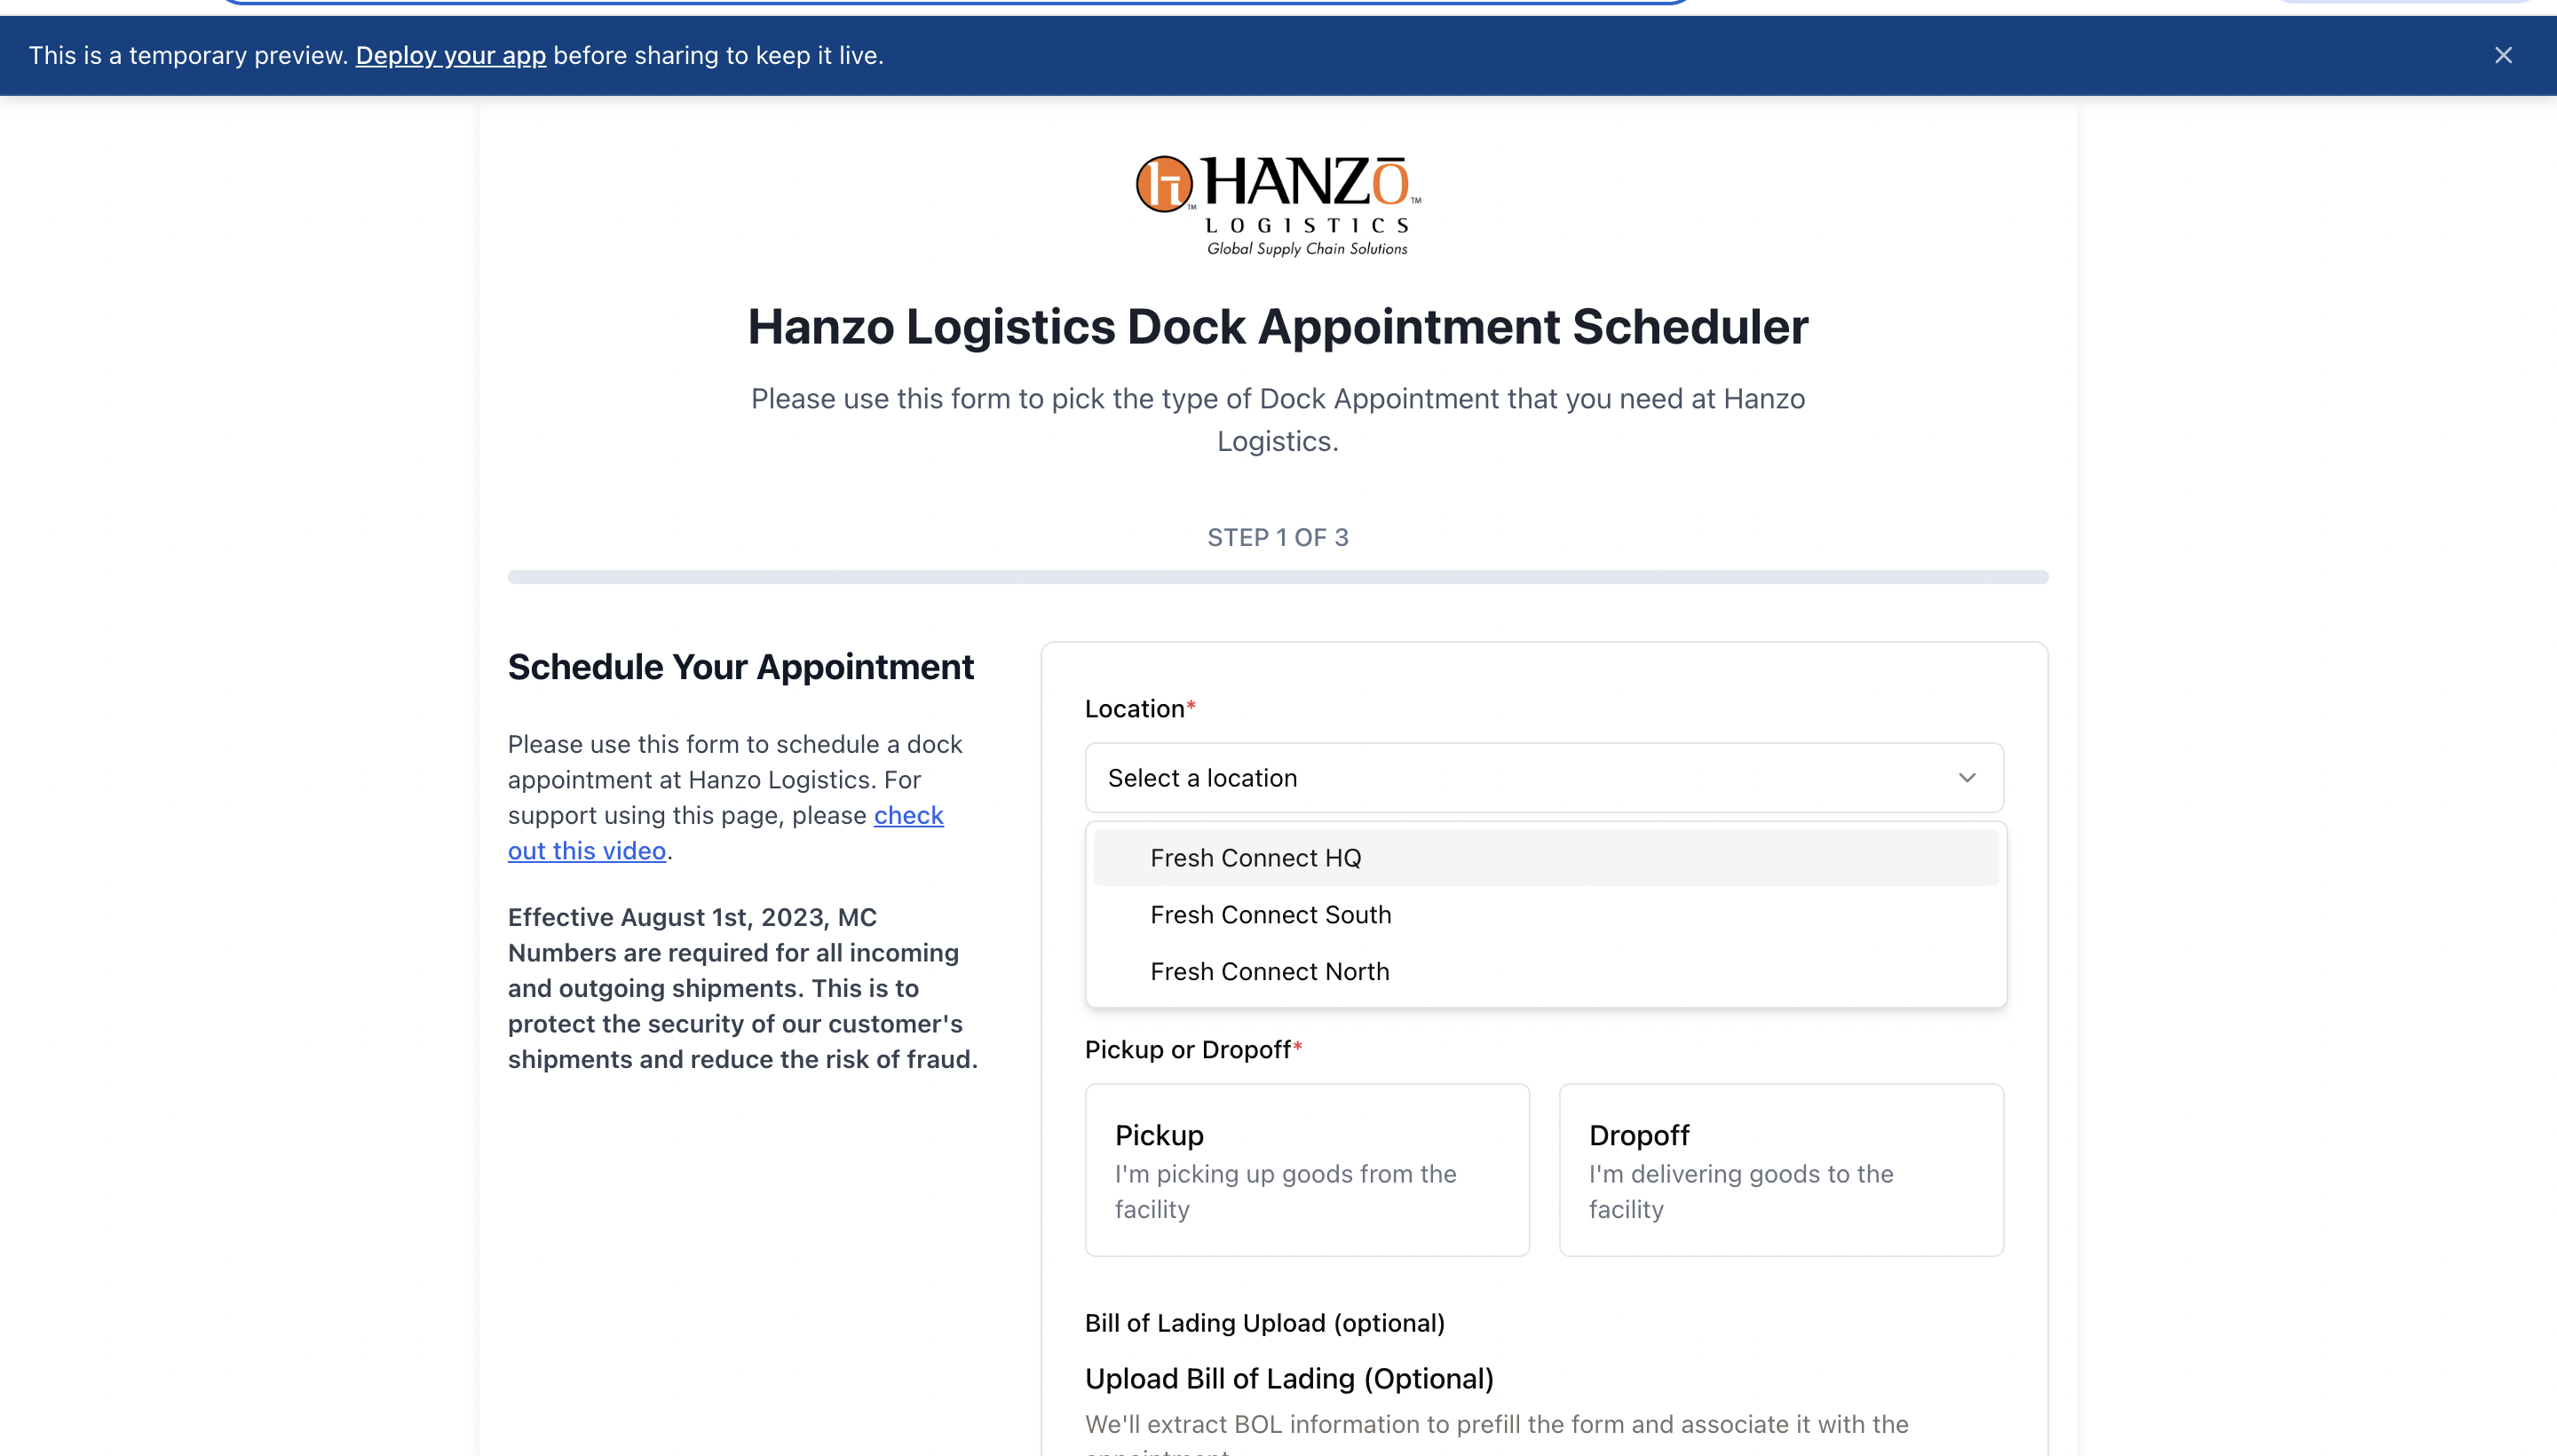 This is a temporary preview. Deploy your app before sharing to keep it live.
HANZŌ™
LOGISTICS
Global Supply Chain Solutions
Hanzo Logistics Dock Appointment Scheduler
Please use this form to pick the type of Dock Appointment that you need at Hanzo
Logistics.
STEP 1 OF 3
Schedule Your Appointment
Please use this form to schedule a dock
appointment at Hanzo Logistics. For
support using this page, please check
out this video.
Effective August 1st, 2023, MC
Numbers are required for all incoming
and outgoing shipments. This is to
protect the security of our customer's
shipments and reduce the risk of fraud.
Location*
Select a location
Fresh Connect HQ
Fresh Connect South
Fresh Connect North
Pickup or Dropoff*
Pickup
I'm picking up goods from the
facility
Dropoff
I'm delivering goods to the
facility
Bill of Lading Upload (optional)
Upload Bill of Lading (Optional)
We'll extract BOL information to prefill the form and associate it with the